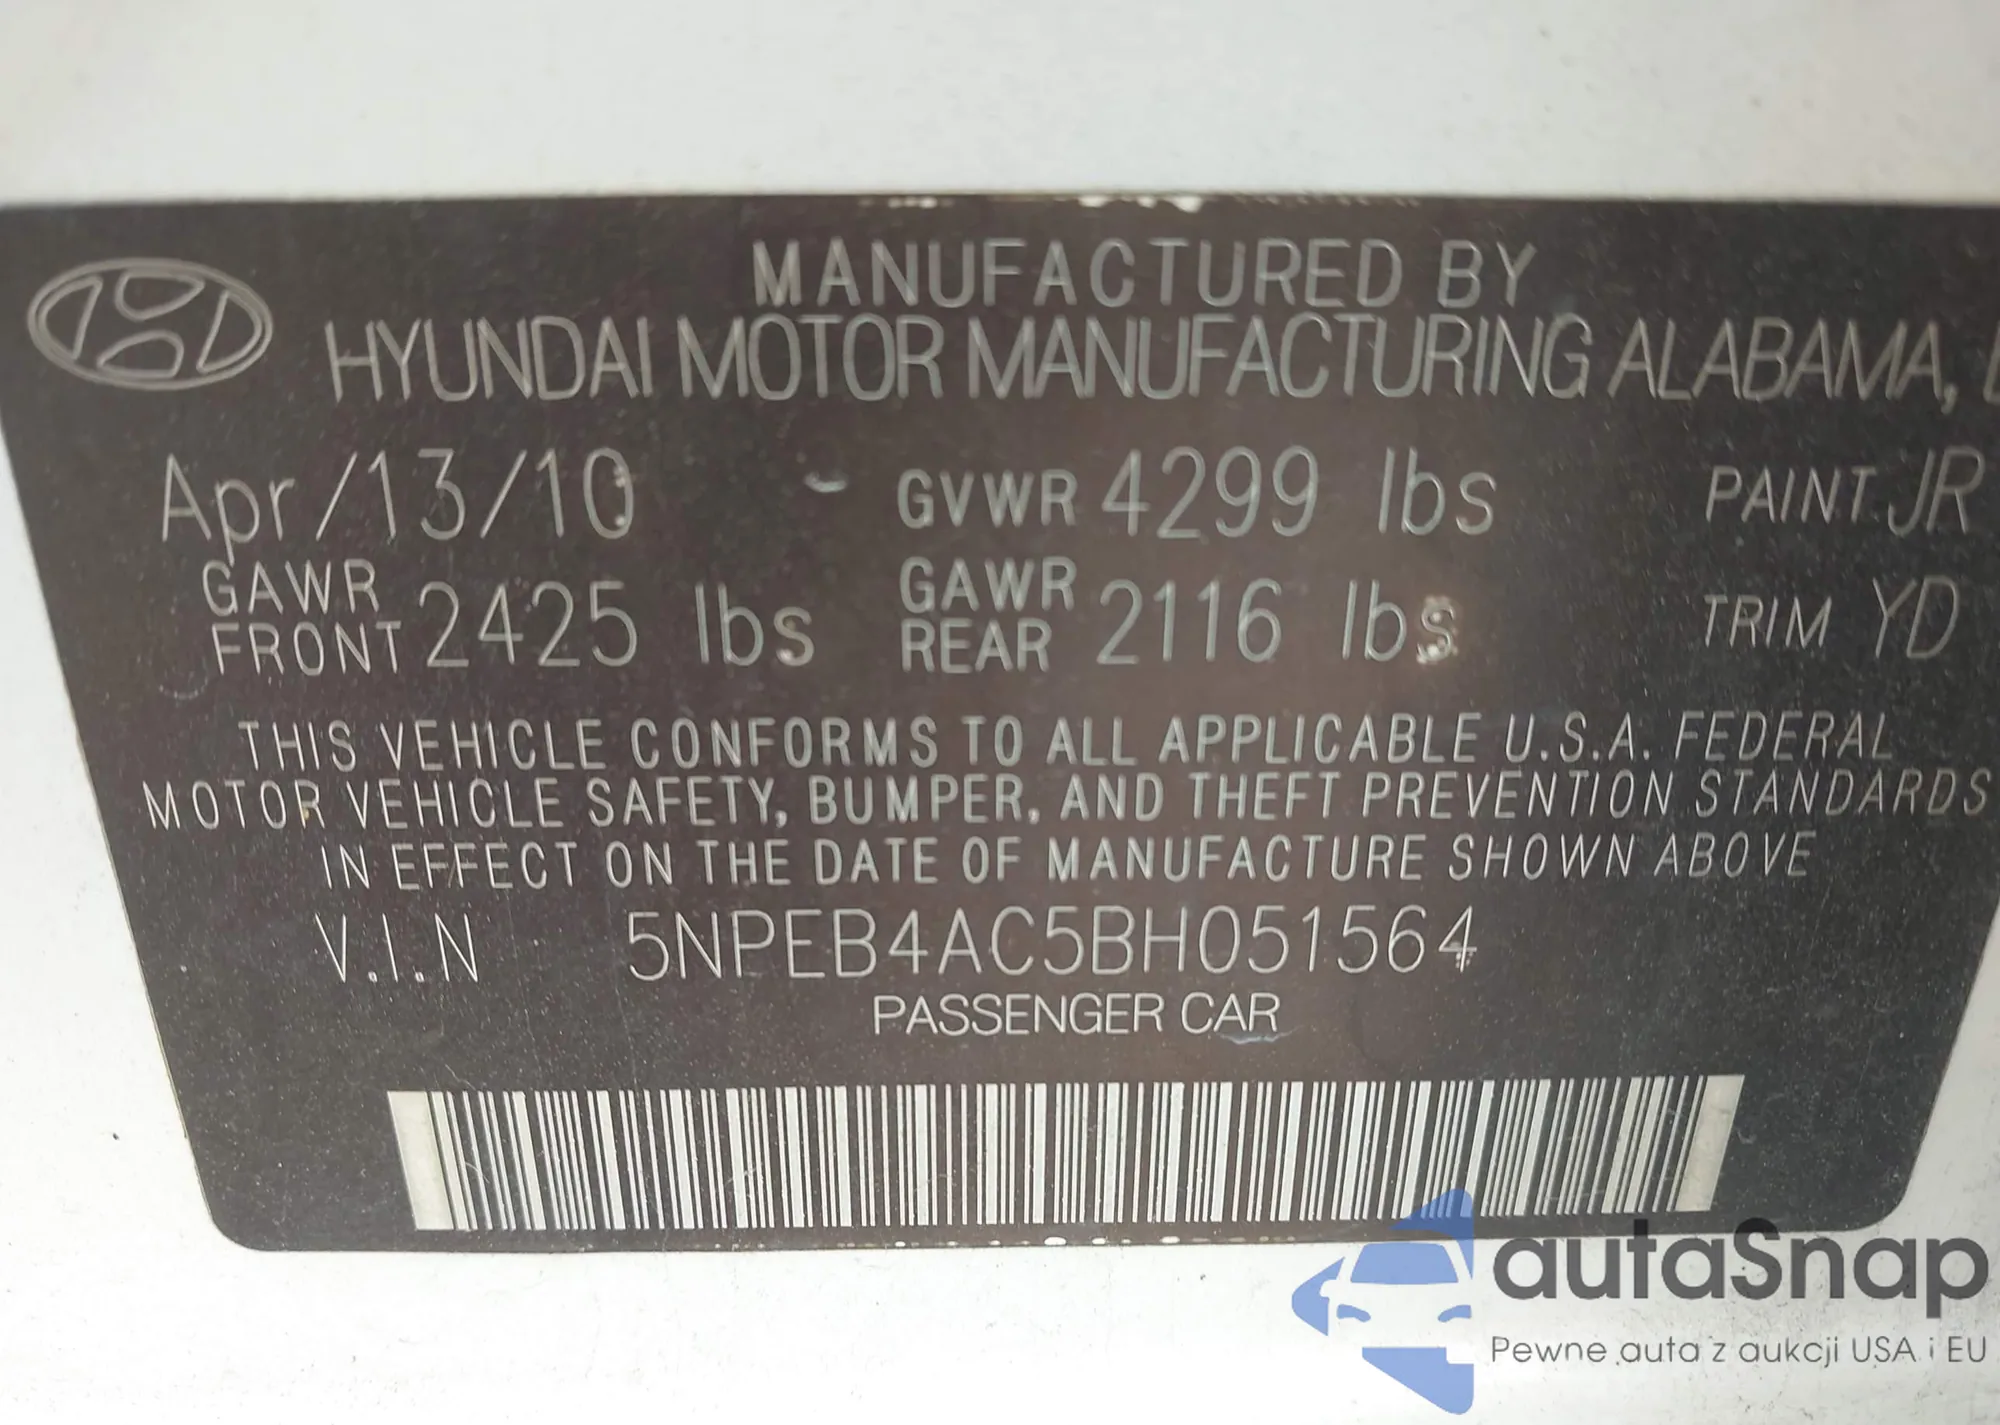 MANUFACTURED BY
HYUNDAI MOTOR MANUFACTURING ALABAMA,
Apr/13/10 GVWR 4299 lbs PAINT JR
GAWR FRONT 2425 lbs GAWR REAR 2116 lbs TRIM YD
THIS VEHICLE CONFORMS TO ALL APPLICABLE U.S.A. FEDERAL
MOTOR VEHICLE SAFETY, BUMPER, AND THEFT PREVENTION STANDARDS
IN EFFECT ON THE DATE OF MANUFACTURE SHOWN ABOVE
V.I.N 5NPEB4AC5BH051564
PASSENGER CAR
autaSnap
Pewne auta z aukcji USA i EU